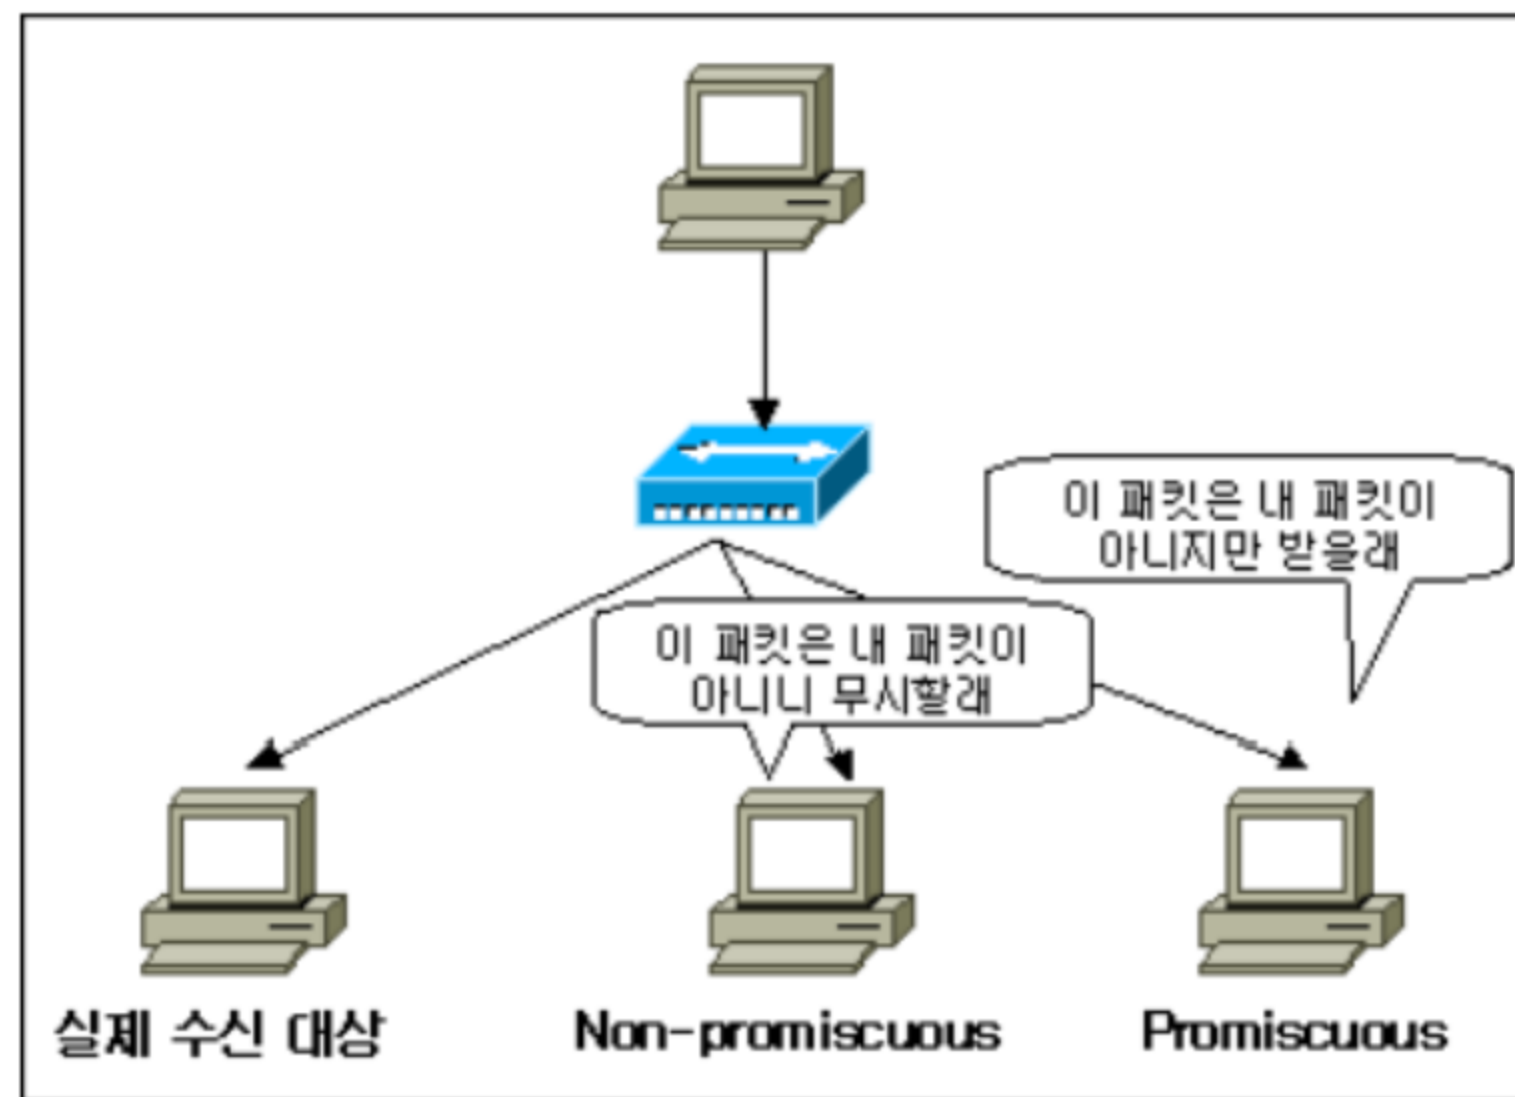 이 패킷은 내 패킷이
아니지만 받을래
이 패킷은 내 패킷이
아니니 무시할래
실제 수신 대상
Non-promiscuous
Promiscuous